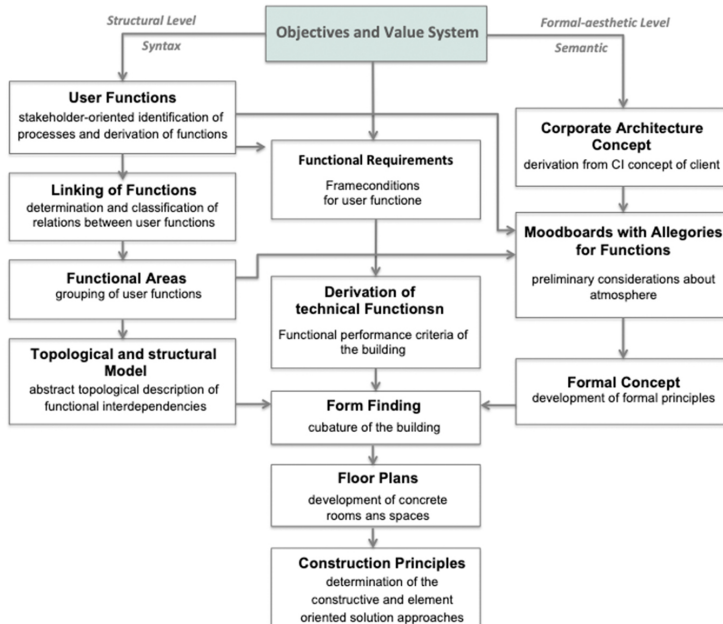 Structural Level
Syntax
Objectives and Value System
Formal-aesthetic Level
Semantic
User Functions
stakeholder-oriented identification of
processes and derivation of functions
Linking of Functions
determination and classification of
relations between user functions
Functional Areas
grouping of user functions
Topological and structural
Model
abstract topological description of
functional interdependencies
Functional Requirements
Frameconditions
for user functione
Derivation of
technical Functionsn
Functional performance criteria of
the building
Form Finding
cubature of the building
Floor Plans
development of concrete
rooms ans spaces
Construction Principles
determination of the
constructive and element
oriented solution approaches
Corporate Architecture
Concept
derivation from CI concept of client
Moodboards with Allegories
for Functions
preliminary considerations about
atmosphere
Formal Concept
development of formal principles